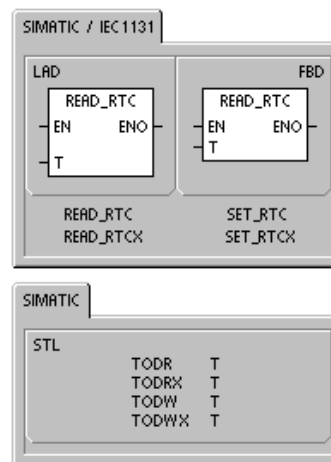 SIMATIC / IEC1131
LAD FBD
READ_RTC READ_RTC
EN ENO EN ENO
T T
READ_RTC SET_RTC
READ_RTCX SET_RTCX
SIMATIC
STL
TODR T
TODRX T
TODW T
TODWX T